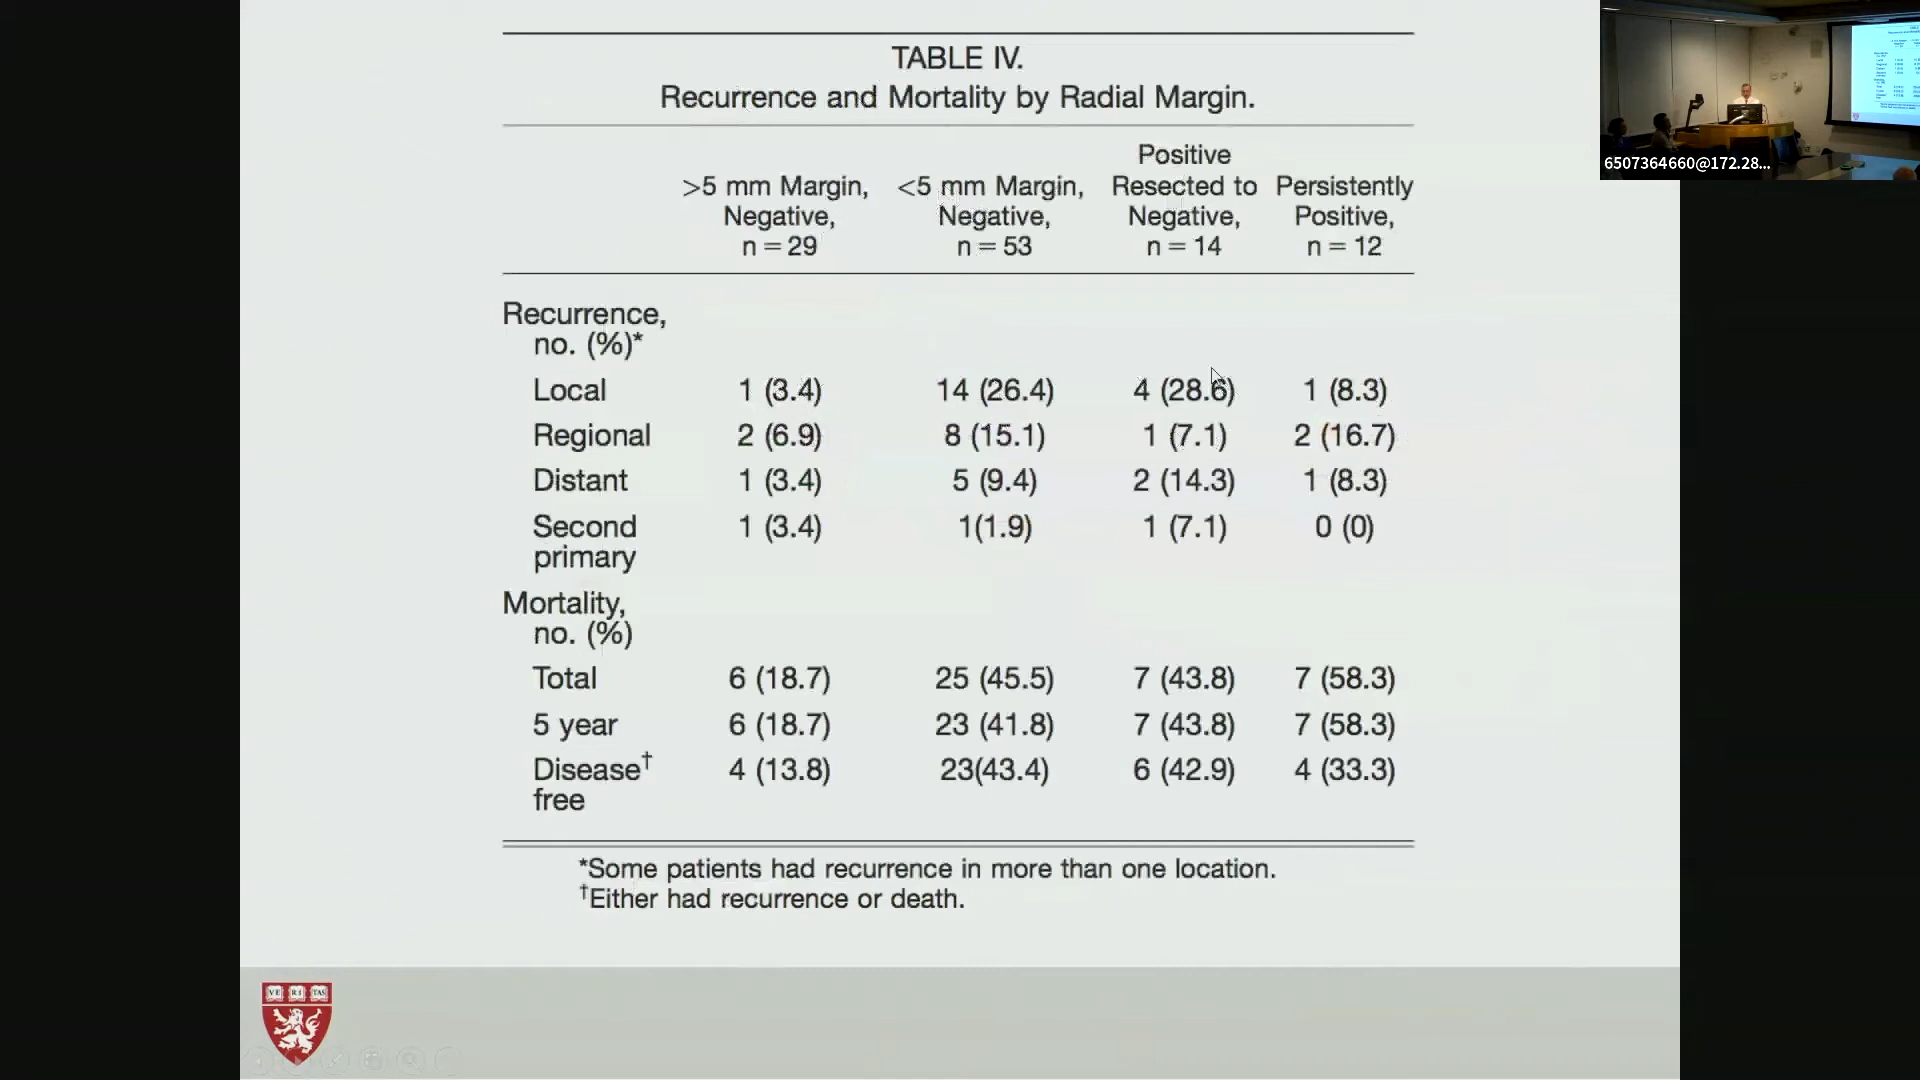 TABLE IV.
Recurrence and Mortality by Radial Margin.
>5 mm Margin, Negative, n = 29
<5 mm Margin, Negative, n = 53
Positive Resected to Negative, n = 14
Persistently Positive, n = 12
Recurrence, no. (%)*
Local 1 (3.4) 14 (26.4) 4 (28.6) 1 (8.3)
Regional 2 (6.9) 8 (15.1) 1 (7.1) 2 (16.7)
Distant 1 (3.4) 5 (9.4) 2 (14.3) 1 (8.3)
Second primary 1 (3.4) 1(1.9) 1 (7.1) 0 (0)
Mortality, no. (%)
Total 6 (18.7) 25 (45.5) 7 (43.8) 7 (58.3)
5 year 6 (18.7) 23 (41.8) 7 (43.8) 7 (58.3)
Disease† free 4 (13.8) 23(43.4) 6 (42.9) 4 (33.3)
*Some patients had recurrence in more than one location.
†Either had recurrence or death.
VE RI TAS
6507364660@172.28...